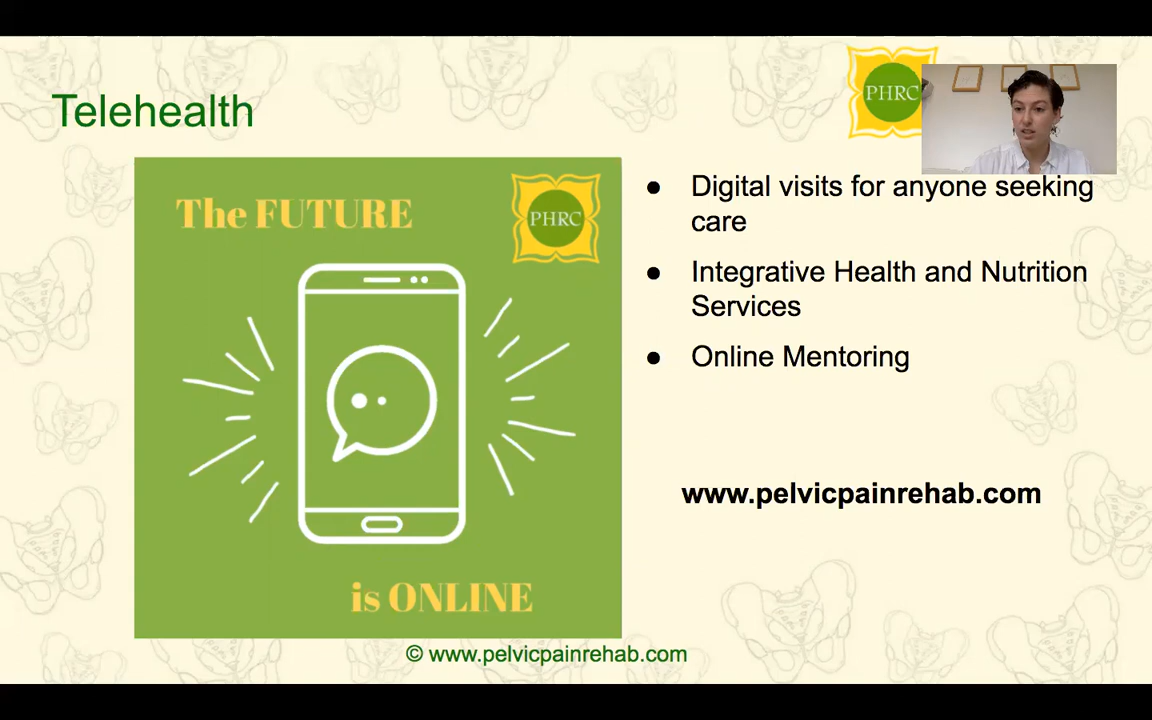 Telehealth
PHRC
The FUTURE
PHRC
is ONLINE
● Digital visits for anyone seeking
care
● Integrative Health and Nutrition
Services
● Online Mentoring
www.pelvicpainrehab.com
© www.pelvicpainrehab.com